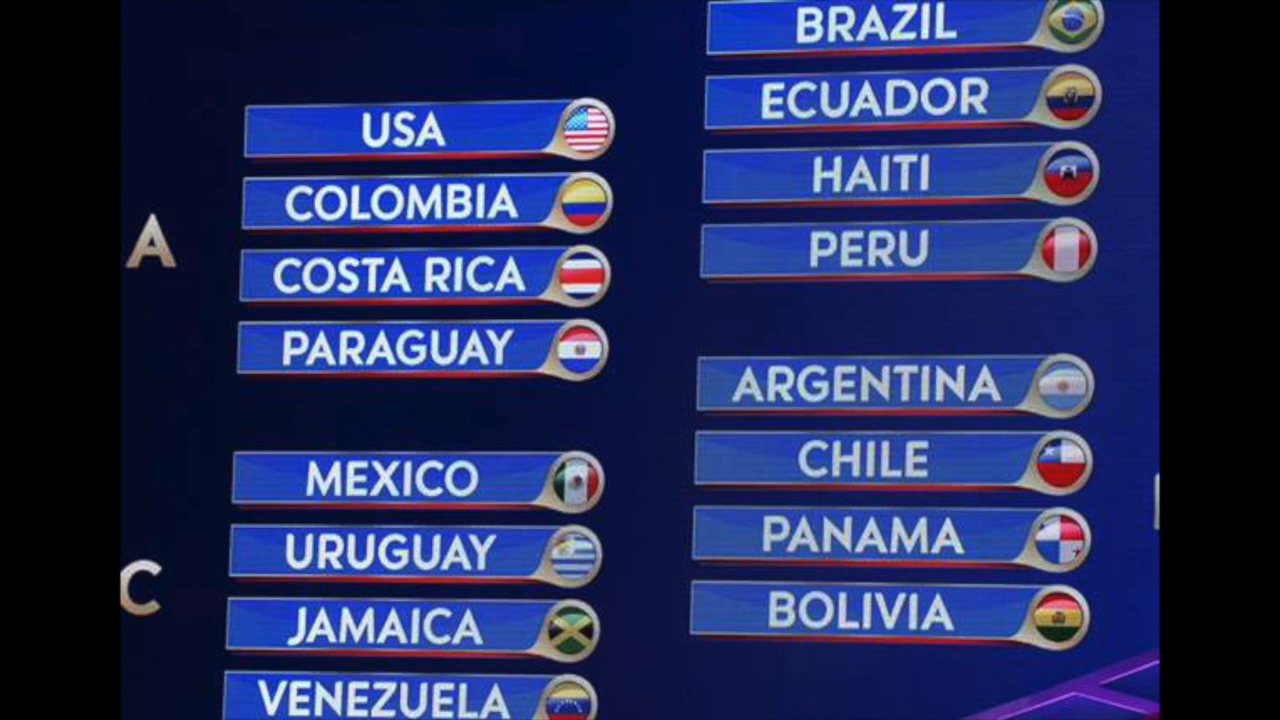 A
USA
COLOMBIA
COSTA RICA
PARAGUAY
BRAZIL
ECUADOR
HAITI
PERU
C
MEXICO
URUGUAY
JAMAICA
VENEZUELA
ARGENTINA
CHILE
PANAMA
BOLIVIA